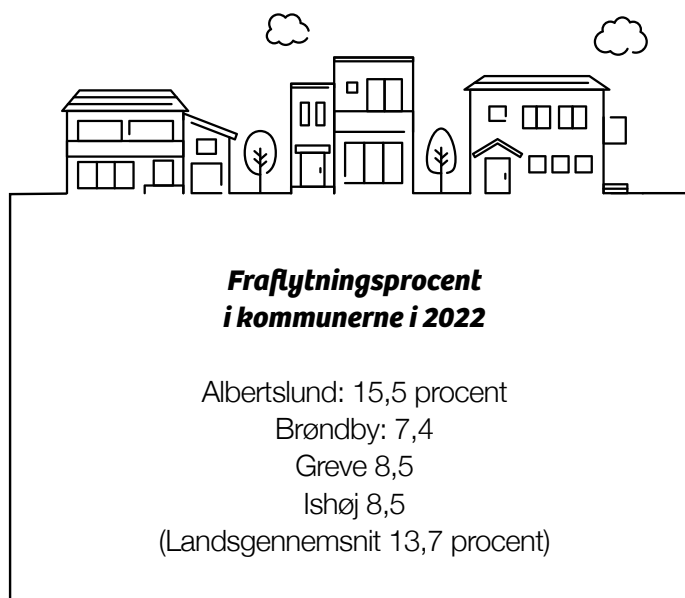 Fraflytningsprocent
i kommunerne i 2022
Albertslund: 15,5 procent
Brøndby: 7,4
Greve 8,5
Ishøj 8,5
(Landsgennemsnit 13,7 procent)